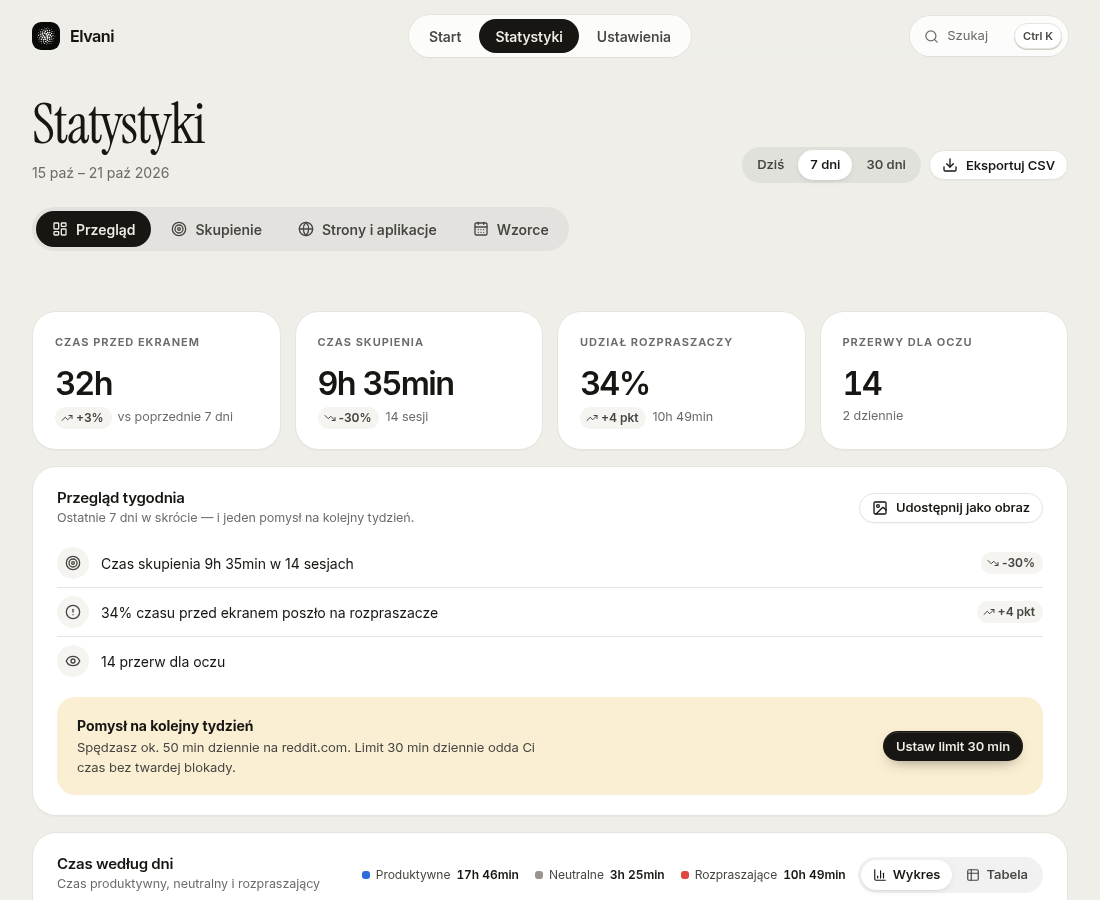 Elvani
Start
Statystyki
Ustawienia
Szukaj
Ctrl K
Statystyki
15 paź – 21 paź 2026
Dziś
7 dni
30 dni
Eksportuj CSV
Przegląd
Skupienie
Strony i aplikacje
Wzorce
CZAS PRZED EKRANEM
32h
+3% vs poprzednie 7 dni
CZAS SKUPIENIA
9h 35min
-30% 14 sesji
UDZIAŁ ROZPRASZACZY
34%
+4 pkt 10h 49min
PRZERWY DLA OCZU
14
2 dziennie
Przegląd tygodnia
Ostatnie 7 dni w skrócie — i jeden pomysł na kolejny tydzień.
Udostępnij jako obraz
Czas skupienia 9h 35min w 14 sesjach
-30%
34% czasu przed ekranem poszło na rozpraszacze
+4 pkt
14 przerw dla oczu
Pomysł na kolejny tydzień
Spędzasz ok. 50 min dziennie na reddit.com. Limit 30 min dziennie odda Ci
czas bez twardej blokady.
Ustaw limit 30 min
Czas według dni
Czas produktywny, neutralny i rozpraszający
Produktywne 17h 46min
Neutralne 3h 25min
Rozpraszające 10h 49min
Wykres
Tabela